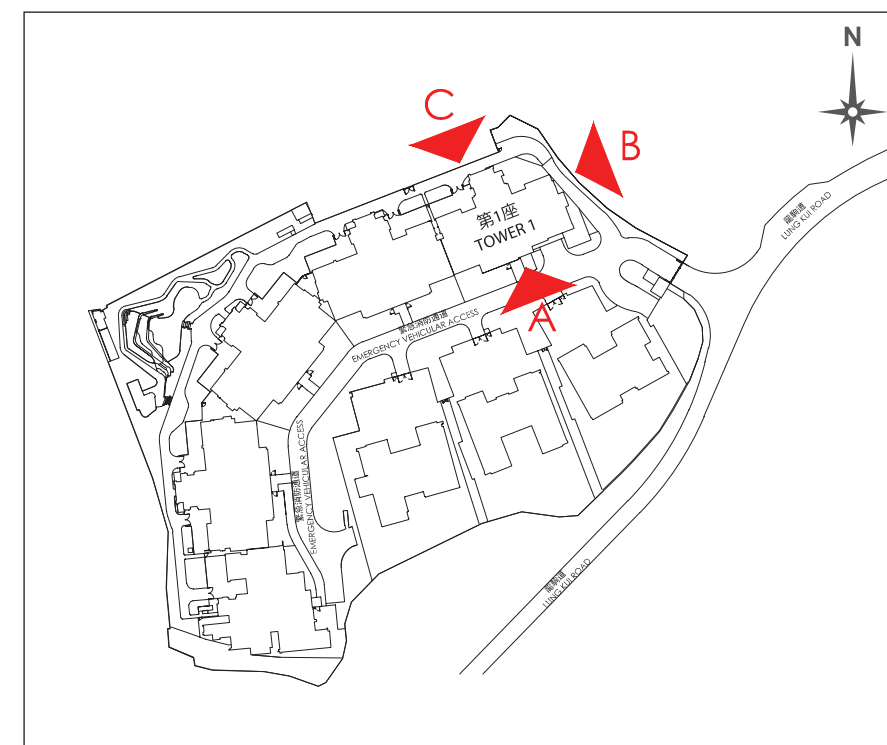 N
C
B
龍駒道
LUNG KUI ROAD
第1座
TOWER 1
A
緊急消防通道
EMERGENCY VEHICULAR ACCESS
緊急消防通道
EMERGENCY VEHICULAR ACCESS
龍駒道
LUNG KUI ROAD